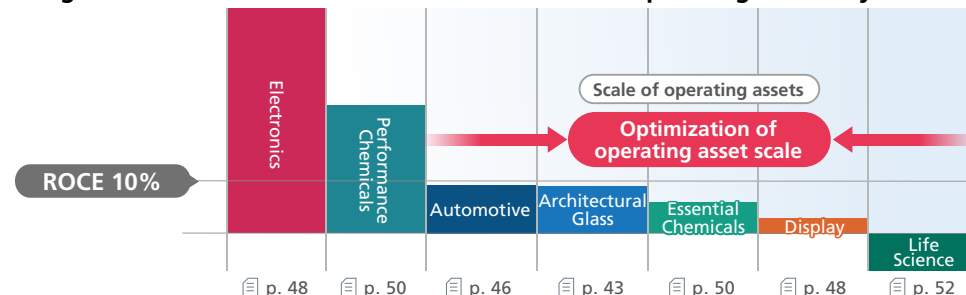 Electronics
Performance
Chemicals
Scale of operating assets
Optimization of
operating asset scale
ROCE 10%
Automotive
Architectural
Glass
Essential
Chemicals
Display
Life
Science
p. 48
p. 50
p. 46
p. 43
p. 50
p. 48
p. 52